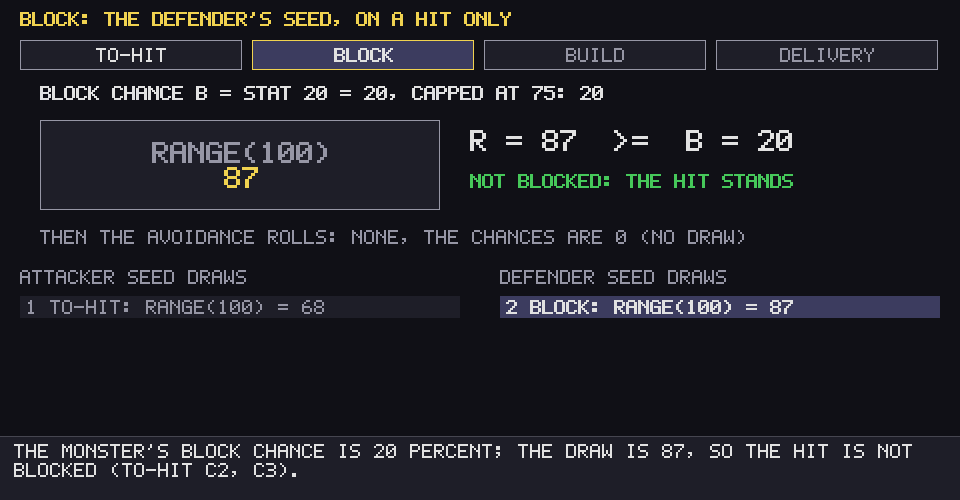 BLOCK: THE DEFENDER'S SEED, ON A HIT ONLY
TO-HIT BLOCK BUILD DELIVERY
BLOCK CHANCE B = STAT 20 = 20, CAPPED AT 75: 20
RANGE(100)
87
R = 87 >= B = 20
NOT BLOCKED: THE HIT STANDS
THEN THE AVOIDANCE ROLLS: NONE, THE CHANCES ARE 0 (NO DRAW)
ATTACKER SEED DRAWS
1 TO-HIT: RANGE(100) = 68
DEFENDER SEED DRAWS
2 BLOCK: RANGE(100) = 87
THE MONSTER'S BLOCK CHANCE IS 20 PERCENT; THE DRAW IS 87, SO THE HIT IS NOT
BLOCKED (TO-HIT C2, C3).